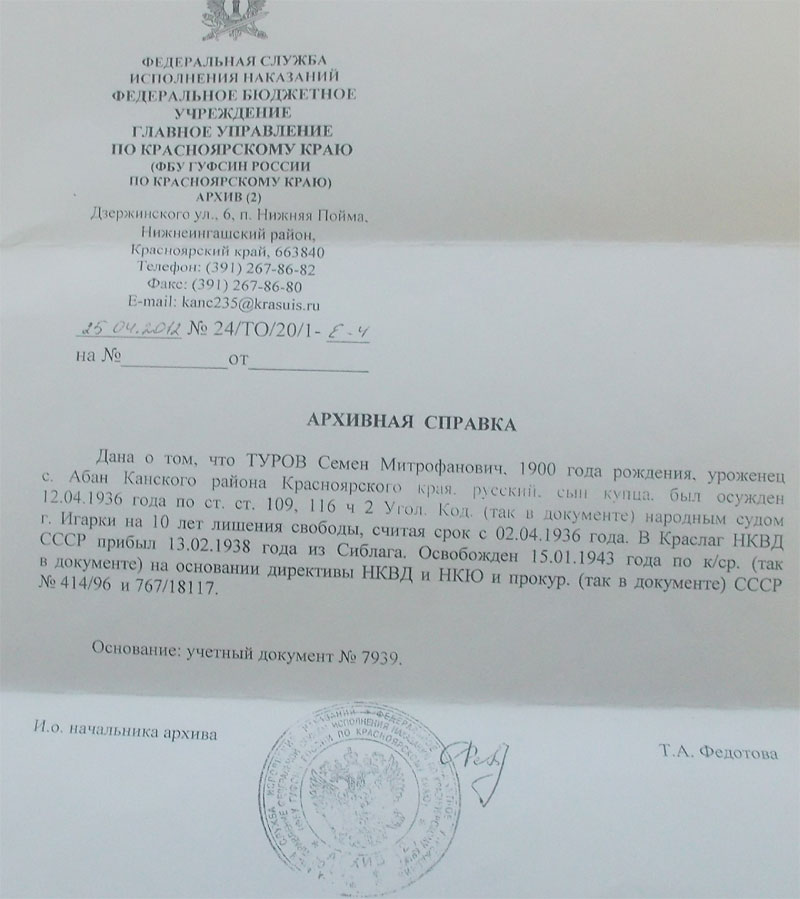 ФЕДЕРАЛЬНАЯ СЛУЖБА
ИСПОЛНЕНИЯ НАКАЗАНИЙ
ФЕДЕРАЛЬНОЕ БЮДЖЕТНОЕ
УЧРЕЖДЕНИЕ
ГЛАВНОЕ УПРАВЛЕНИЕ
ПО КРАСНОЯРСКОМУ КРАЮ
(ФБУ ГУФСИН РОССИИ
ПО КРАСНОЯРСКОМУ КРАЮ)
АРХИВ (2)
Дзержинского ул., 6, п. Нижняя Пойма,
Нижнеингашский район,
Красноярский край, 663840
Телефон: (391) 267-86-82
Факс: (391) 267-86-80
E-mail: kanc235@krasuis.ru
25 04.2012 № 24/ТО/20/1- Е-4
на №____________от______________
АРХИВНАЯ СПРАВКА
Дана о том, что ТУРОВ Семен Митрофанович, 1900 года рождения, уроженец
с. Абан Канского района Красноярского края, русский, сын купца, был осужден
12.04.1936 года по ст. ст. 109, 116 ч 2 Угол. Код. (так в документе) народным судом
г. Игарки на 10 лет лишения свободы, считая срок с 02.04.1936 года. В Краслаг НКВД
СССР прибыл 13.02.1938 года из Сиблага. Освобожден 15.01.1943 года по к/ср. (так
в документе) на основании директивы НКВД и НКЮ и прокур. (так в документе) СССР
№ 414/96 и 767/18117.
Основание: учетный документ № 7939.
И.о. начальника архива
Т.А. Федотова